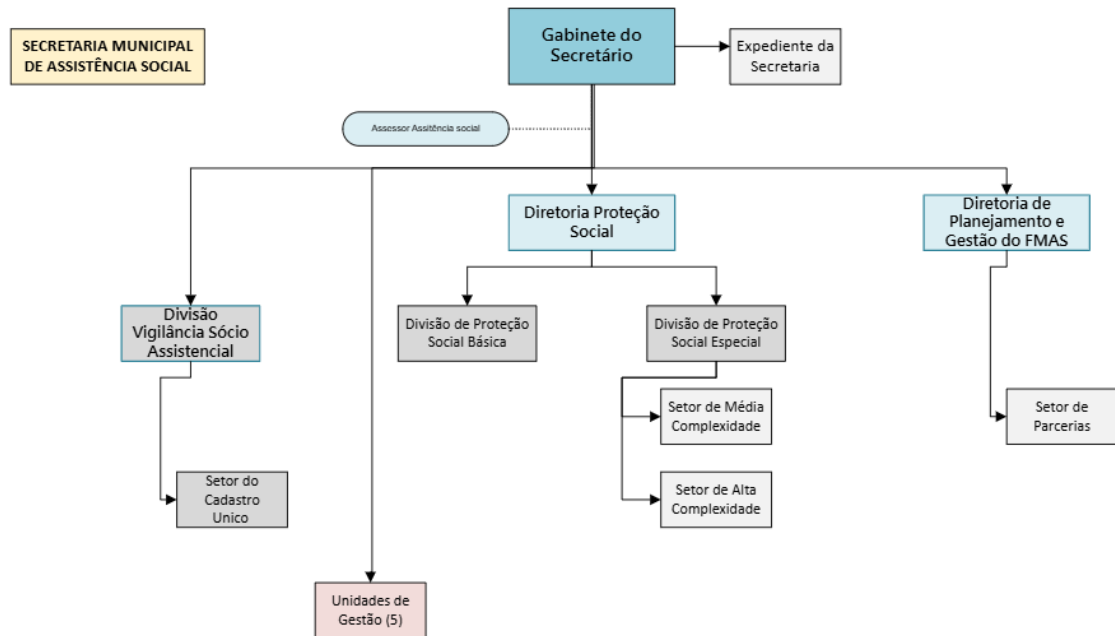 SECRETARIA MUNICIPAL
DE ASSISTÊNCIA SOCIAL
Gabinete do
Secretário
Expediente da
Secretaria
Assessor Assitência social
Diretoria Proteção
Social
Diretoria de
Planejamento e
Gestão do FMAS
Divisão
Vigilância Sócio
Assistencial
Divisão de Proteção
Social Básica
Divisão de Proteção
Social Especial
Setor de Média
Complexidade
Setor de
Parcerias
Setor do
Cadastro
Unico
Setor de Alta
Complexidade
Unidades de
Gestão (5)